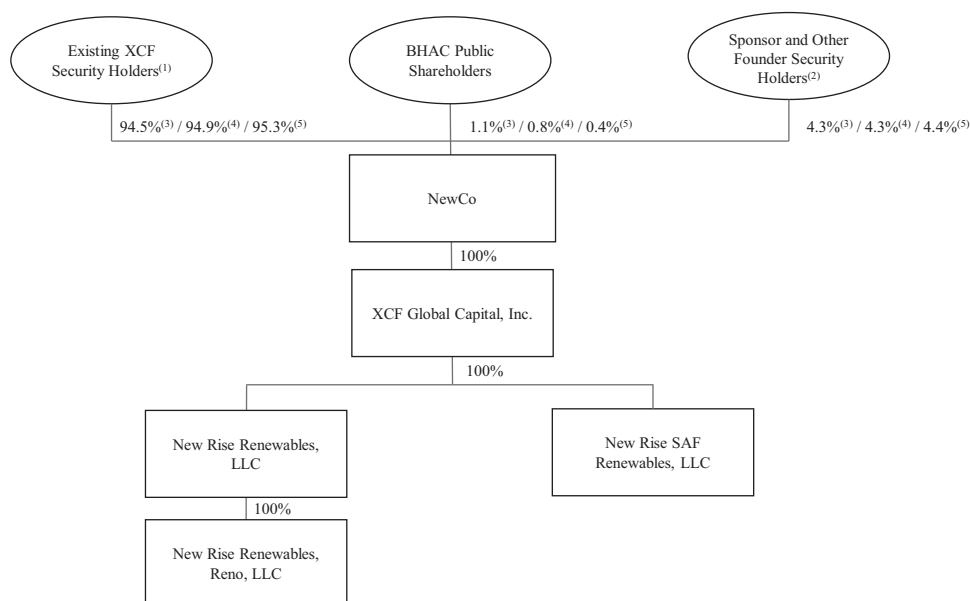 Existing XCF
Security Holders(1)
BHAC Public
Shareholders
Sponsor and Other
Founder Security
Holders(2)
94.5%(3) / 94.9%(4) / 95.3%(5)
1.1%(3) / 0.8%(4) / 0.4%(5)
4.3%(3) / 4.3%(4) / 4.4%(5)
NewCo
100%
XCF Global Capital, Inc.
100%
New Rise Renewables,
LLC
New Rise SAF
Renewables, LLC
100%
New Rise Renewables,
Reno, LLC